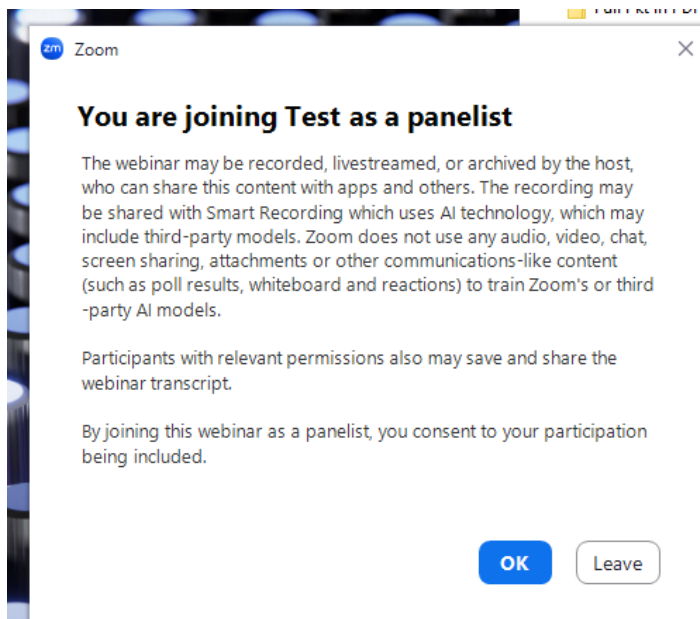 zm Zoom
You are joining Test as a panelist
The webinar may be recorded, livestreamed, or archived by the host,
who can share this content with apps and others. The recording may
be shared with Smart Recording which uses AI technology, which may
include third-party models. Zoom does not use any audio, video, chat,
screen sharing, attachments or other communications-like content
(such as poll results, whiteboard and reactions) to train Zoom's or third
-party AI models.
Participants with relevant permissions also may save and share the
webinar transcript.
By joining this webinar as a panelist, you consent to your participation
being included.
OK Leave